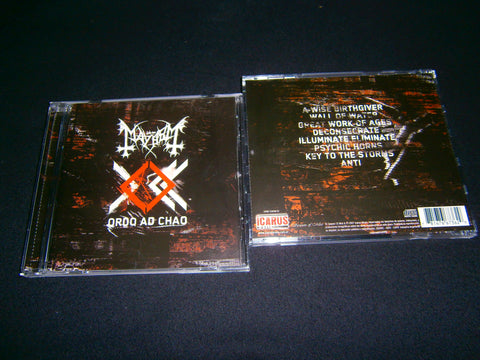 MAYHEM
ORDO AD CHAO
A WISE BIRTHGIVER
WALL OF WATER
GREAT WORK OF AGES
DECONSECRATE
ILLUMINATE ELIMINATE
PSYCHIC HORNS
KEY TO THE STORMS
ANTI
ICARUS